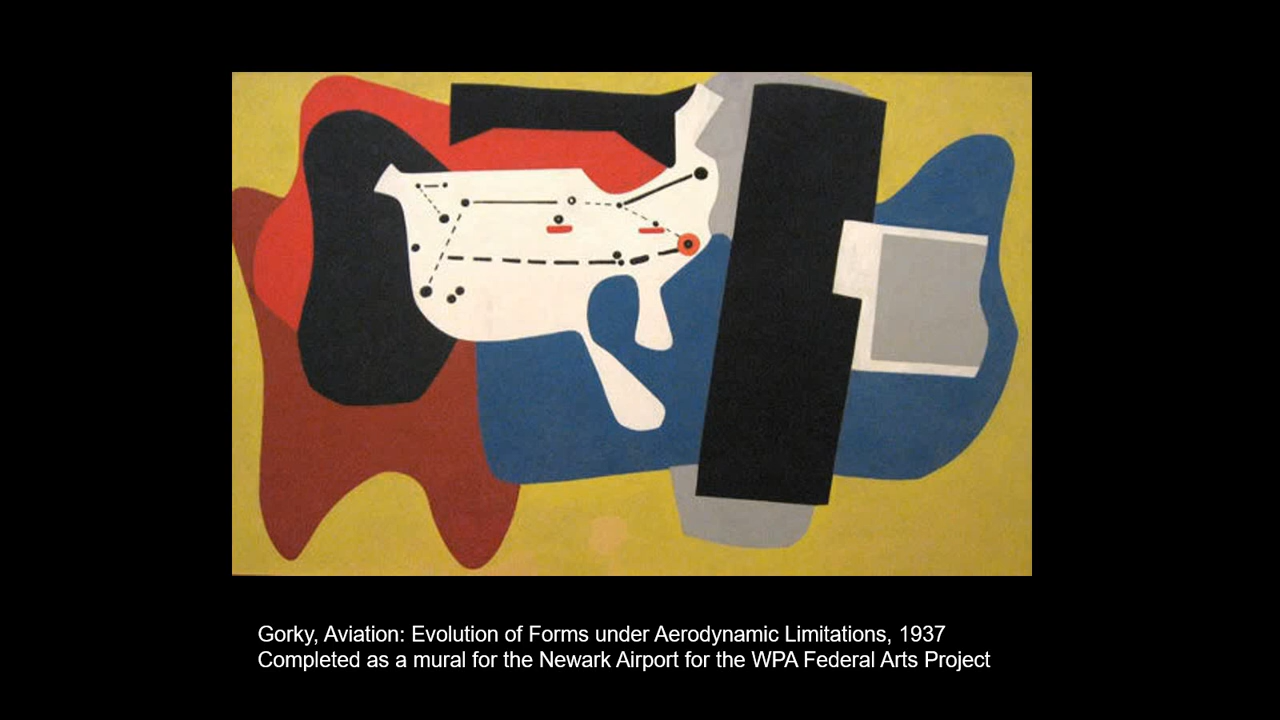 Gorky, Aviation: Evolution of Forms under Aerodynamic Limitations, 1937
Completed as a mural for the Newark Airport for the WPA Federal Arts Project